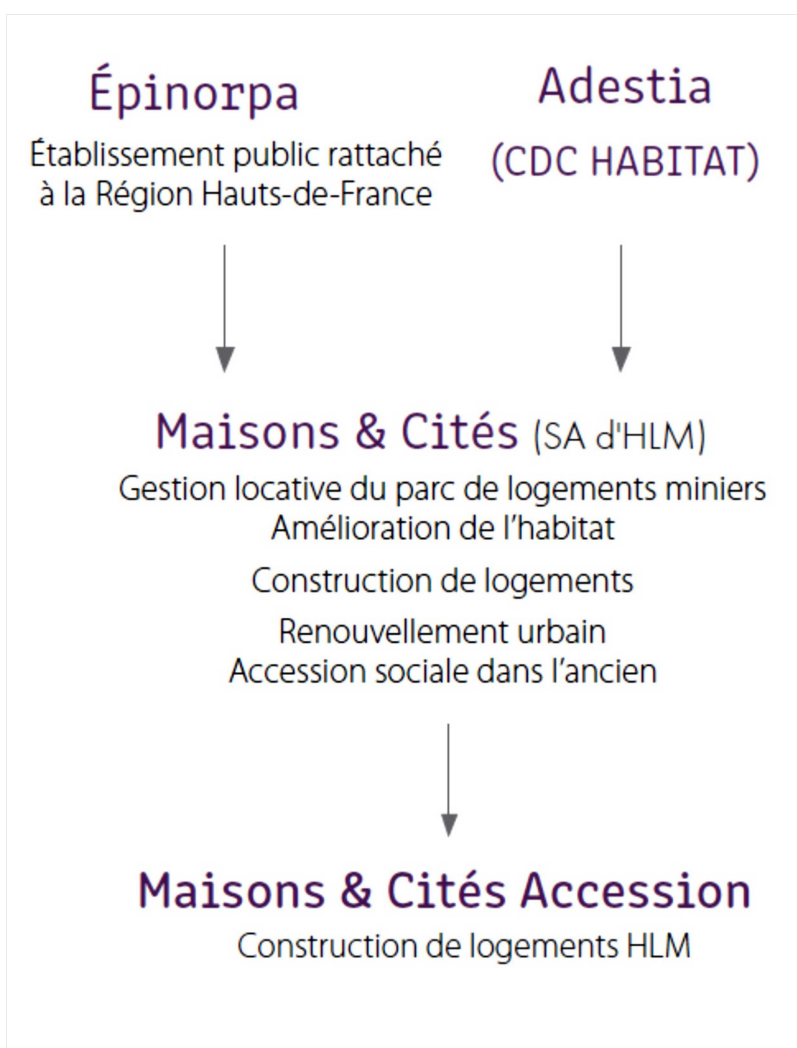 Épinorpa
Établissement public rattaché
à la Région Hauts-de-France
Adestia
(CDC HABITAT)
Maisons & Cités (SA d'HLM)
Gestion locative du parc de logements miniers
Amélioration de l’habitat
Construction de logements
Renouvellement urbain
Accession sociale dans l’ancien
Maisons & Cités Accession
Construction de logements HLM